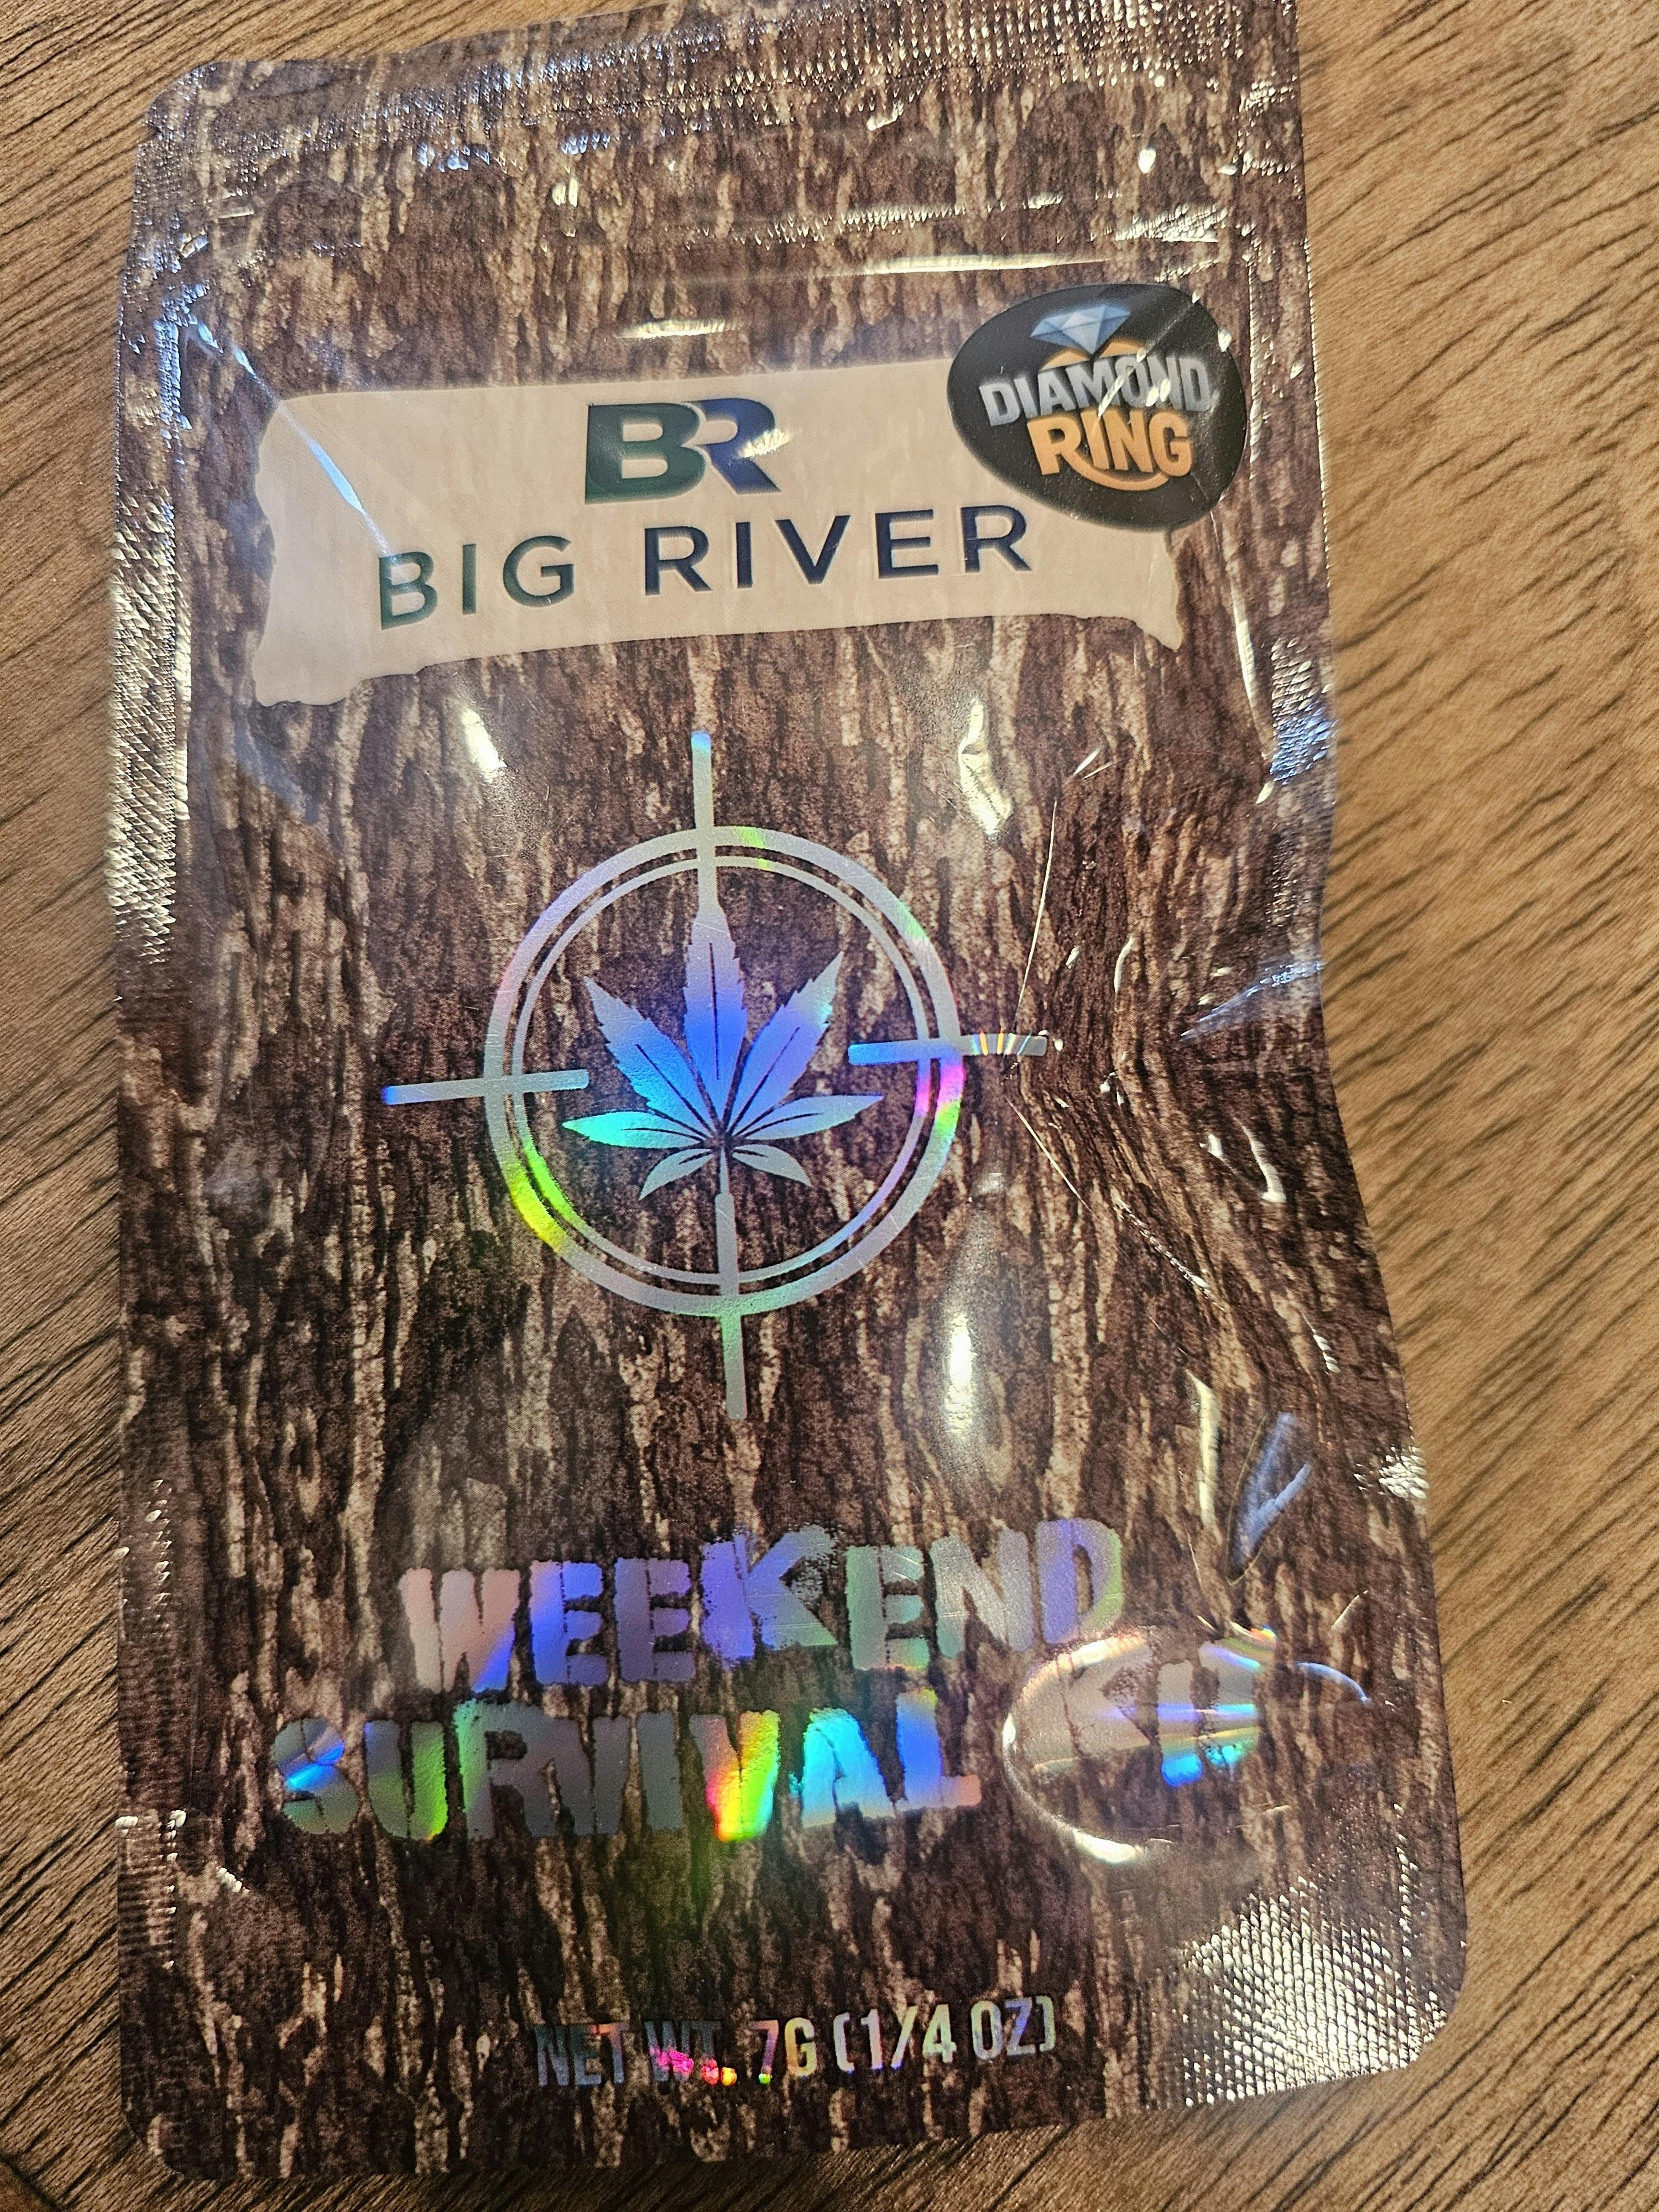 DIAMOND
RING
BR
BIG RIVER
WEEKEND
SURVIVAL KIT
NET WT. 7G (1/4 OZ)